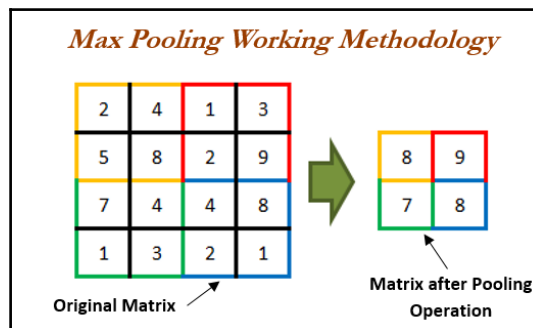 Max Pooling Working Methodology
2 4 1 3
5 8 2 9
7 4 4 8
1 3 2 1
8 9
7 8
Original Matrix
Matrix after Pooling
Operation